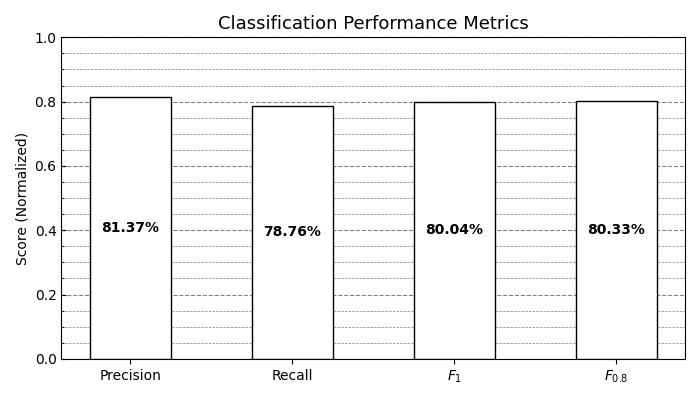 Classification Performance Metrics
Score (Normalized)
1.0
0.8
0.6
0.4
0.2
0.0
81.37%
78.76%
80.04%
80.33%
Precision
Recall
F₁
F₀.₈